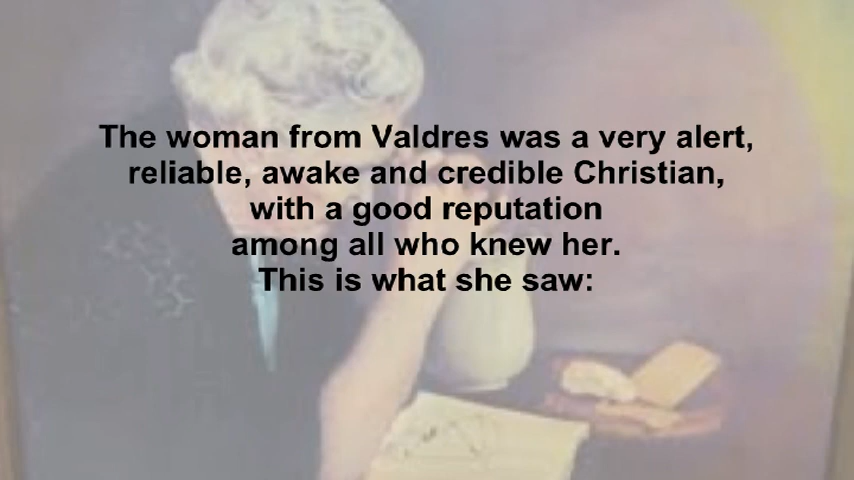 The woman from Valdres was a very alert,
reliable, awake and credible Christian,
with a good reputation
among all who knew her.
This is what she saw: